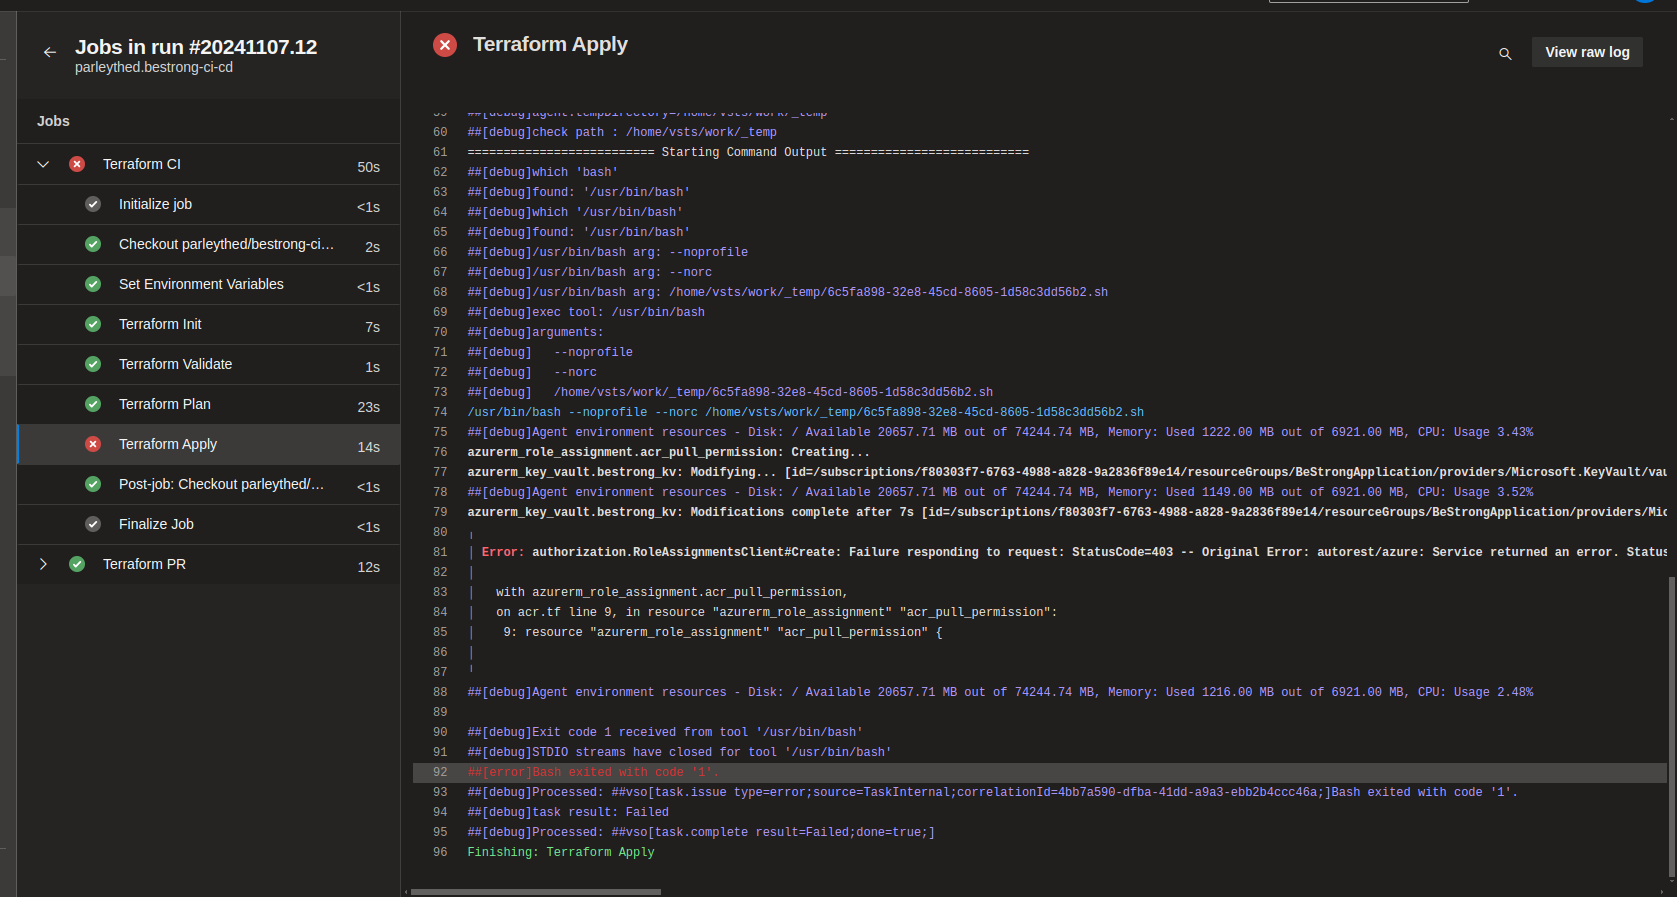 Jobs in run #20241107.12
parleythed.bestrong-ci-cd
Jobs
Terraform CI 50s
Initialize job <1s
Checkout parleythed/bestrong-ci... 2s
Set Environment Variables <1s
Terraform Init 7s
Terraform Validate 1s
Terraform Plan 23s
Terraform Apply 14s
Post-job: Checkout parleythed/... <1s
Finalize Job <1s
Terraform PR 12s
Terraform Apply
View raw log
59 ##[debug]agent.tempDirectory=/home/vsts/work/_temp
60 ##[debug]check path : /home/vsts/work/_temp
61 ========================== Starting Command Output ===========================
62 ##[debug]which 'bash'
63 ##[debug]found: '/usr/bin/bash'
64 ##[debug]which '/usr/bin/bash'
65 ##[debug]found: '/usr/bin/bash'
66 ##[debug]/usr/bin/bash arg: --noprofile
67 ##[debug]/usr/bin/bash arg: --norc
68 ##[debug]/usr/bin/bash arg: /home/vsts/work/_temp/6c5fa898-32e8-45cd-8605-1d58c3dd56b2.sh
69 ##[debug]exec tool: /usr/bin/bash
70 ##[debug]arguments:
71 ##[debug]   --noprofile
72 ##[debug]   --norc
73 ##[debug]   /home/vsts/work/_temp/6c5fa898-32e8-45cd-8605-1d58c3dd56b2.sh
74 /usr/bin/bash --noprofile --norc /home/vsts/work/_temp/6c5fa898-32e8-45cd-8605-1d58c3dd56b2.sh
75 ##[debug]Agent environment resources - Disk: / Available 20657.71 MB out of 74244.74 MB, Memory: Used 1222.00 MB out of 6921.00 MB, CPU: Usage 3.43%
76 azurerm_role_assignment.acr_pull_permission: Creating...
77 azurerm_key_vault.bestrong_kv: Modifying... [id=/subscriptions/f80303f7-6763-4988-a828-9a2836f89e14/resourceGroups/BeStrongApplication/providers/Microsoft.KeyVault/vau
78 ##[debug]Agent environment resources - Disk: / Available 20657.71 MB out of 74244.74 MB, Memory: Used 1149.00 MB out of 6921.00 MB, CPU: Usage 3.52%
79 azurerm_key_vault.bestrong_kv: Modifications complete after 7s [id=/subscriptions/f80303f7-6763-4988-a828-9a2836f89e14/resourceGroups/BeStrongApplication/providers/Mic
80 ╷
81 │ Error: authorization.RoleAssignmentsClient#Create: Failure responding to request: StatusCode=403 -- Original Error: autorest/azure: Service returned an error. Status
82 │
83 │   with azurerm_role_assignment.acr_pull_permission,
84 │   on acr.tf line 9, in resource "azurerm_role_assignment" "acr_pull_permission":
85 │    9: resource "azurerm_role_assignment" "acr_pull_permission" {
86 │
87 ╵
88 ##[debug]Agent environment resources - Disk: / Available 20657.71 MB out of 74244.74 MB, Memory: Used 1216.00 MB out of 6921.00 MB, CPU: Usage 2.48%
89
90 ##[debug]Exit code 1 received from tool '/usr/bin/bash'
91 ##[debug]STDIO streams have closed for tool '/usr/bin/bash'
92 ##[error]Bash exited with code '1'.
93 ##[debug]Processed: ##vso[task.issue type=error;source=TaskInternal;correlationId=4bb7a590-dfba-41dd-a9a3-ebb2b4ccc46a;]Bash exited with code '1'.
94 ##[debug]task result: Failed
95 ##[debug]Processed: ##vso[task.complete result=Failed;done=true;]
96 Finishing: Terraform Apply